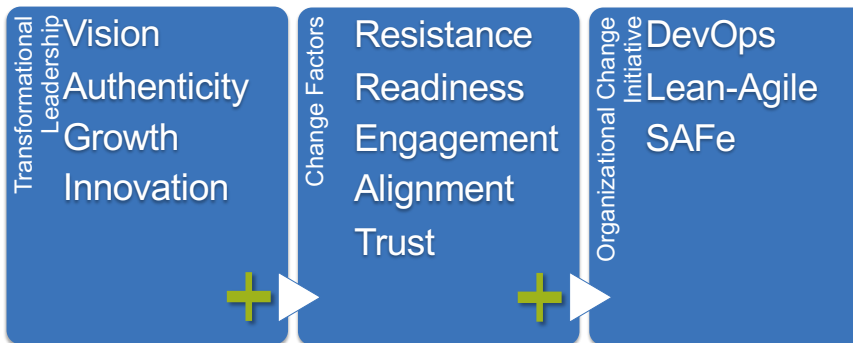 Transformational
Leadership
Vision
Authenticity
Growth
Innovation
Change Factors
Resistance
Readiness
Engagement
Alignment
Trust
Organizational Change
Initiative
DevOps
Lean-Agile
SAFe